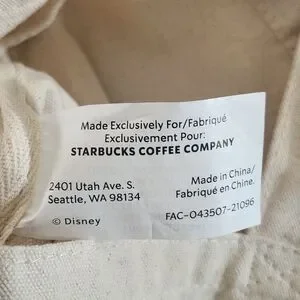 Made Exclusively For/Fabriqué
Exclusivement Pour:
STARBUCKS COFFEE COMPANY
2401 Utah Ave. S.
Seattle, WA 98134
Made in China/
Fabriqué en Chine.
© Disney
FAC-043507-21096